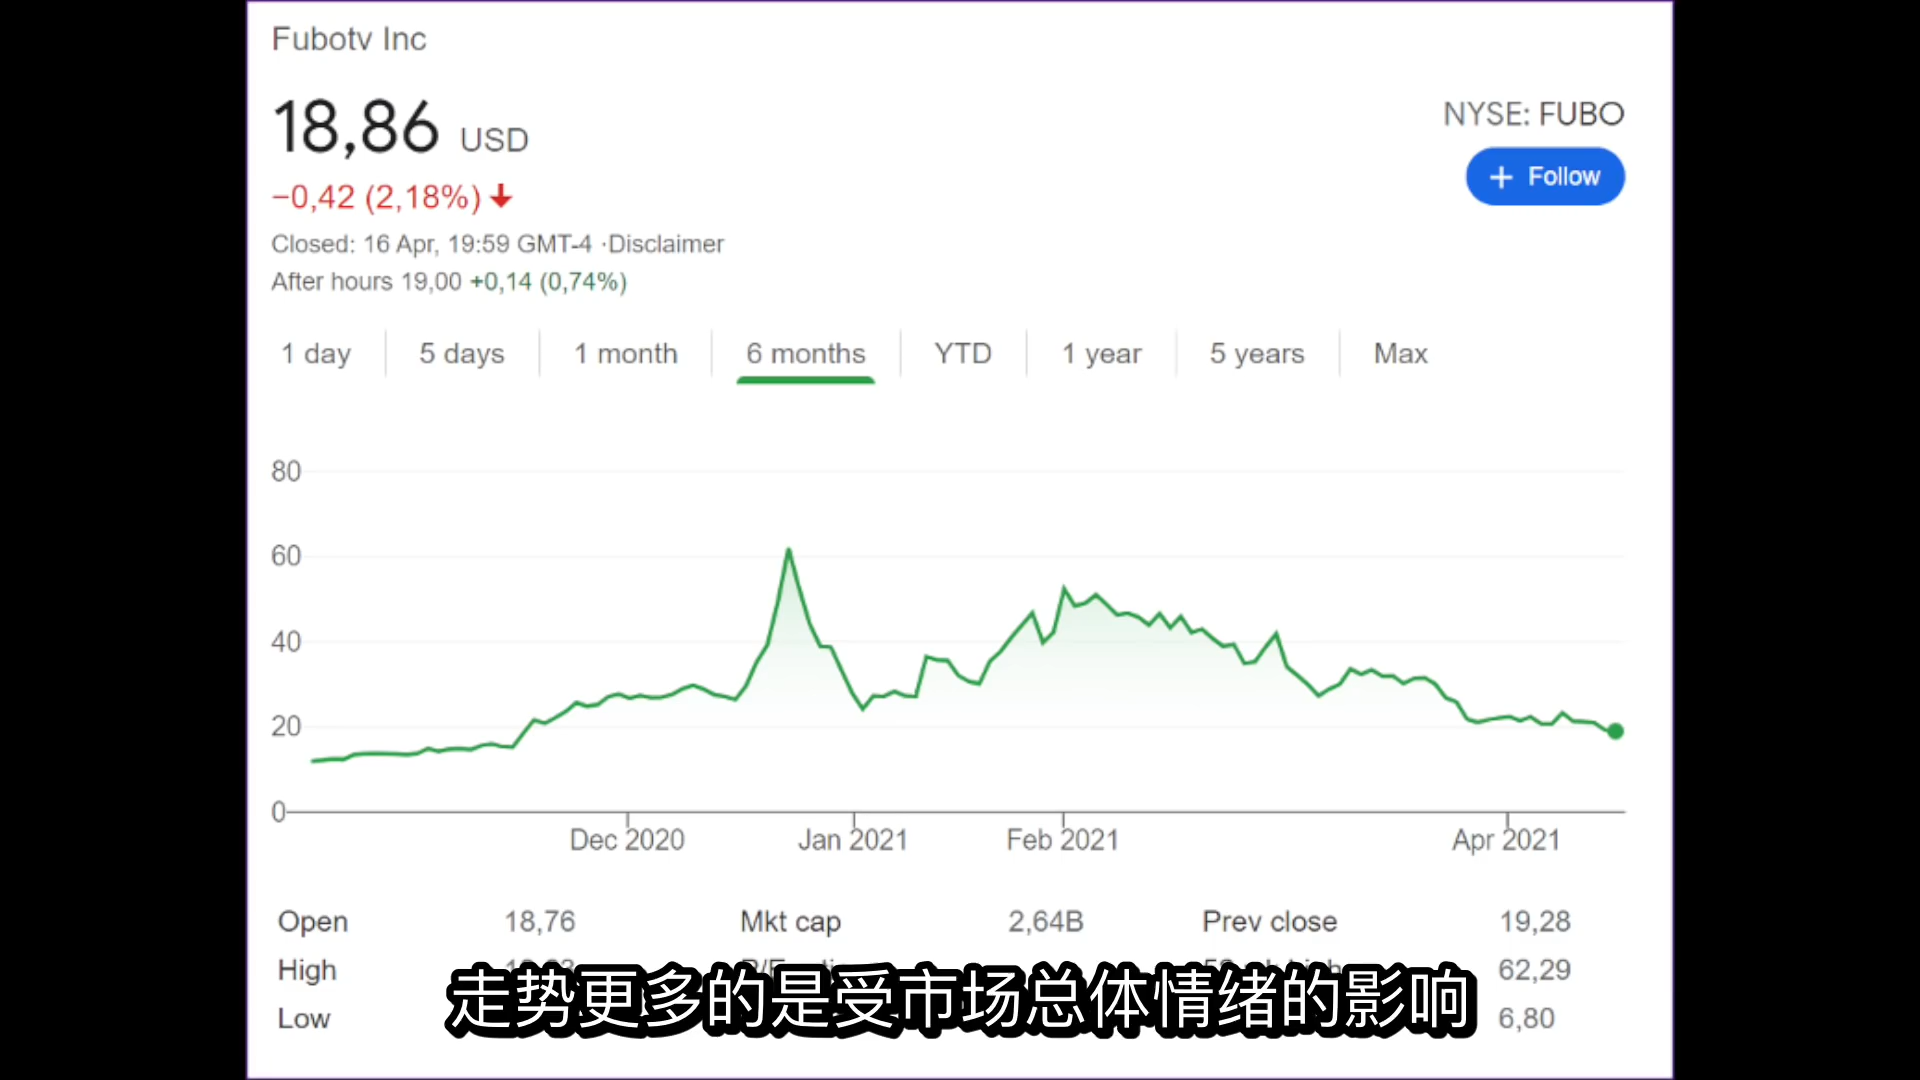 Fubotv Inc
18,86 USD
NYSE: FUBO
−0,42 (2,18%)
+ Follow
Closed: 16 Apr, 19:59 GMT-4 ·Disclaimer
After hours 19,00 +0,14 (0,74%)
1 day 5 days 1 month 6 months YTD 1 year 5 years Max
80
60
40
20
0
Dec 2020 Jan 2021 Feb 2021 Apr 2021
Open 18,76 Mkt cap 2,64B Prev close 19,28
High 62,29
Low 6,80
走势更多的是受市场总体情绪的影响